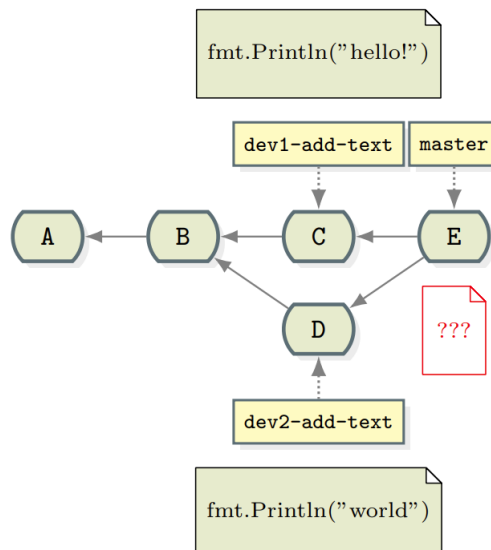 fmt.Println("hello!")
dev1-add-text
master
A
B
C
E
D
???
dev2-add-text
fmt.Println("world")